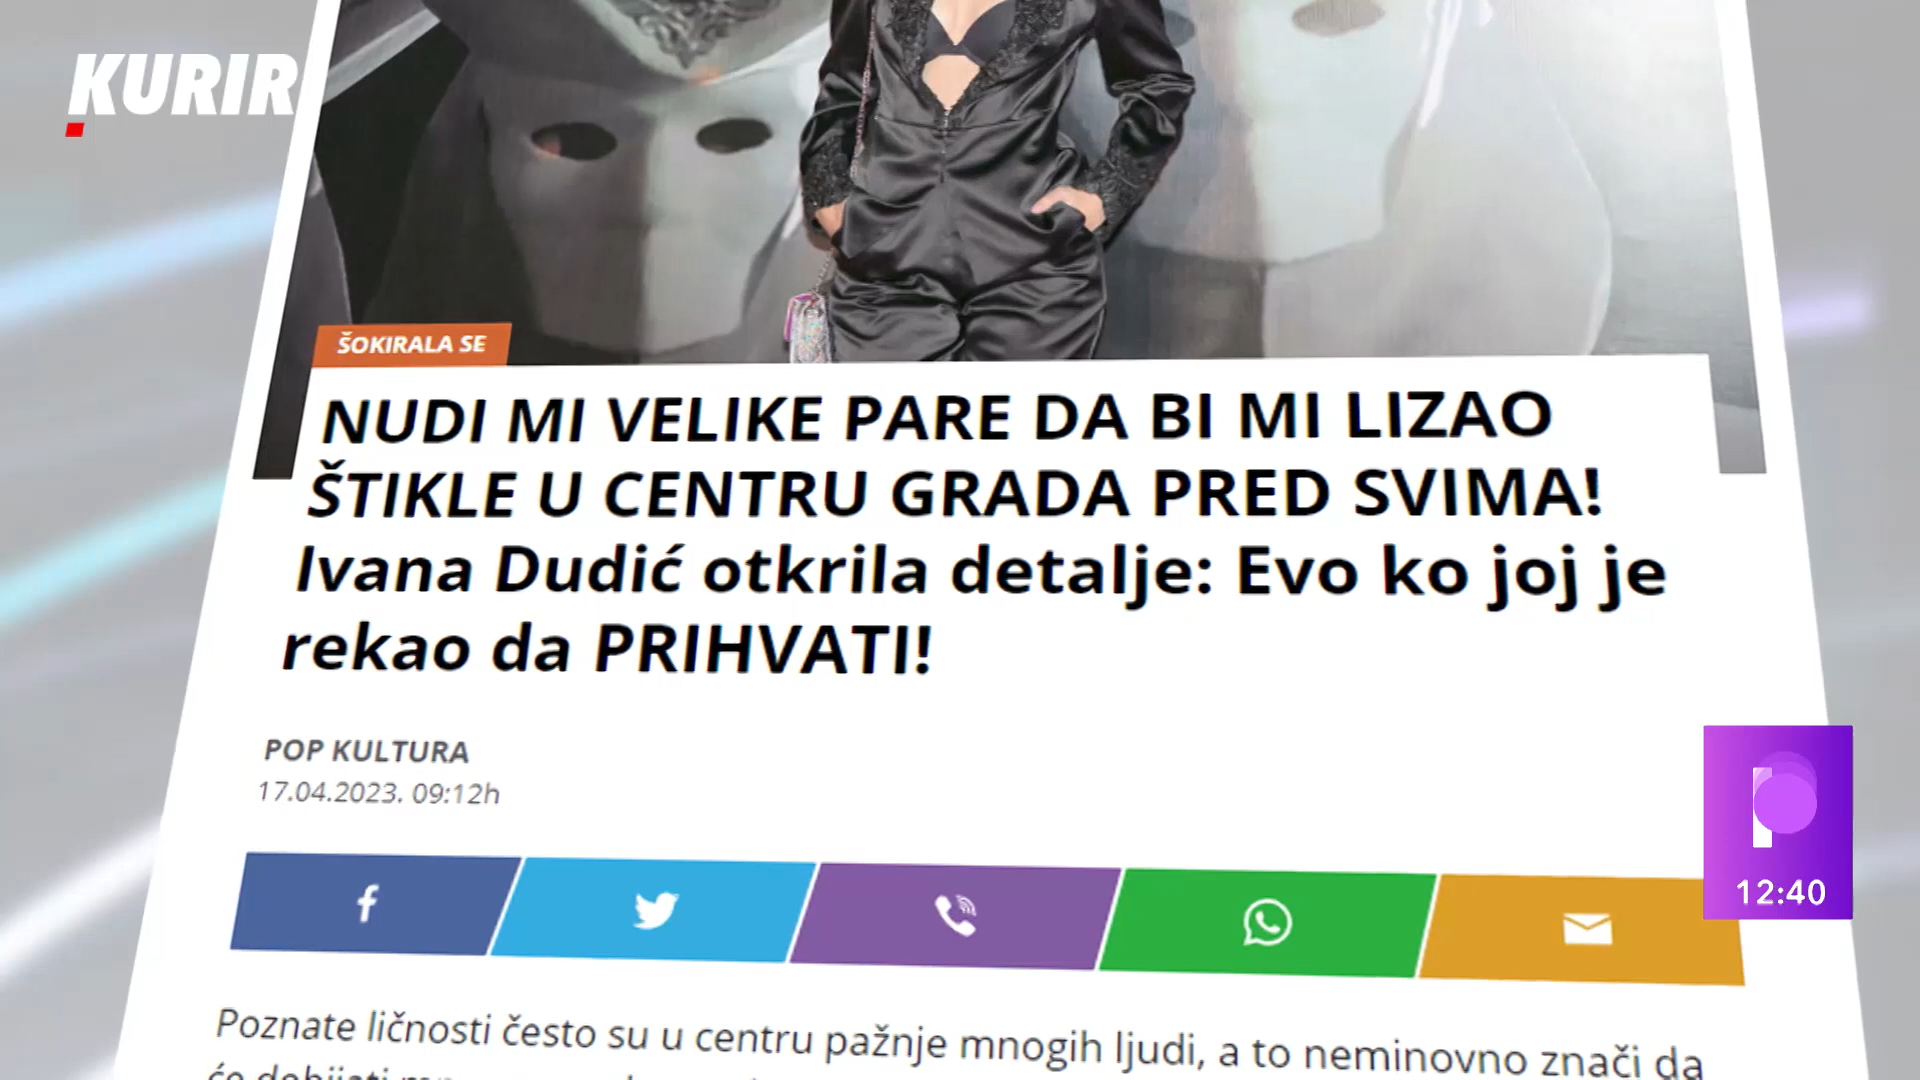 KURIR
ŠOKIRALA SE
NUDI MI VELIKE PARE DA BI MI LIZAO
ŠTIKLE U CENTRU GRADA PRED SVIMA!
Ivana Dudić otkrila detalje: Evo ko joj je
rekao da PRIHVATI!
POP KULTURA
17.04.2023. 09:12h
12:40
Poznate ličnosti često su u centru pažnje mnogih ljudi, a to neminovno znači da
će dobijati